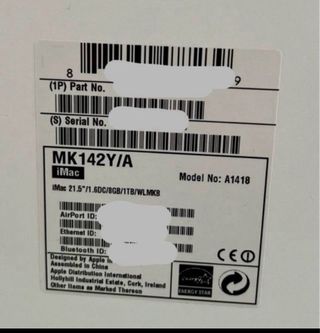 8 9
(1P) Part No.
(S) Serial No.
MK142Y/A
iMac
Model No: A1418
iMac 21.5"/1.6DC/8GB/1TB/WLMKB
AirPort ID:
Ethernet ID:
Bluetooth ID:
Designed by Apple in
Assembled in China
Apple Distribution International
Hollyhill Industrial Estate, Cork, Ireland
Other Items as Marked Thereon
ENERGY STAR
CE